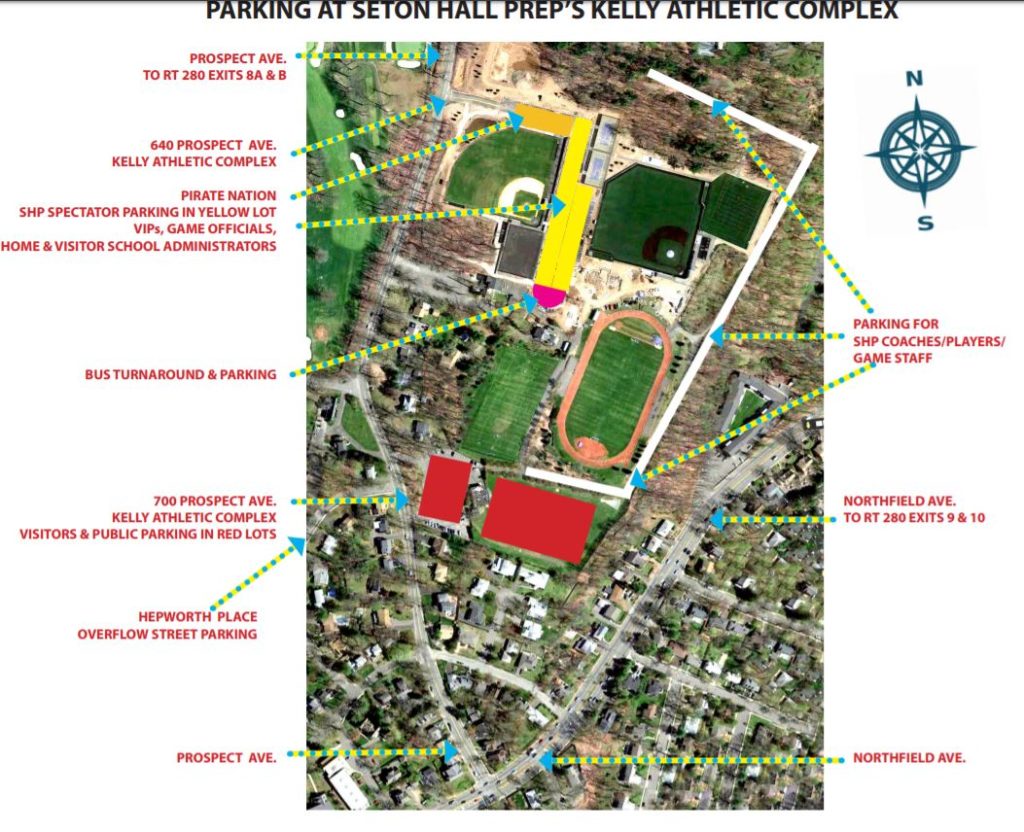 PARKING AT SETON HALL PREP'S KELLY ATHLETIC COMPLEX
PROSPECT AVE.
TO RT 280 EXITS 8A & B
640 PROSPECT AVE.
KELLY ATHLETIC COMPLEX
PIRATE NATION
SHP SPECTATOR PARKING IN YELLOW LOT
VIPs, GAME OFFICIALS,
HOME & VISITOR SCHOOL ADMINISTRATORS
BUS TURNAROUND & PARKING
700 PROSPECT AVE.
KELLY ATHLETIC COMPLEX
VISITORS & PUBLIC PARKING IN RED LOTS
HEPWORTH PLACE
OVERFLOW STREET PARKING
PROSPECT AVE.
N
S
PARKING FOR
SHP COACHES/PLAYERS/
GAME STAFF
NORTHFIELD AVE.
TO RT 280 EXITS 9 & 10
NORTHFIELD AVE.